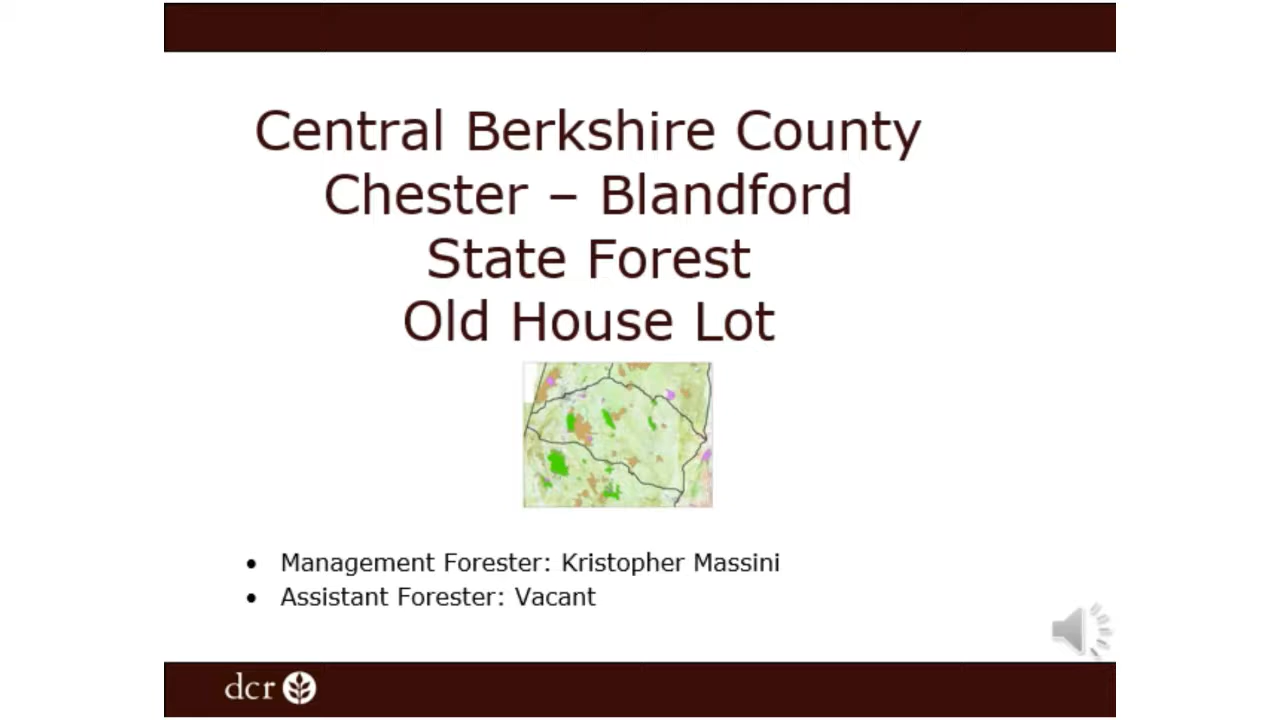 Central Berkshire County
Chester – Blandford
State Forest
Old House Lot
• Management Forester: Kristopher Massini
• Assistant Forester: Vacant
dcr